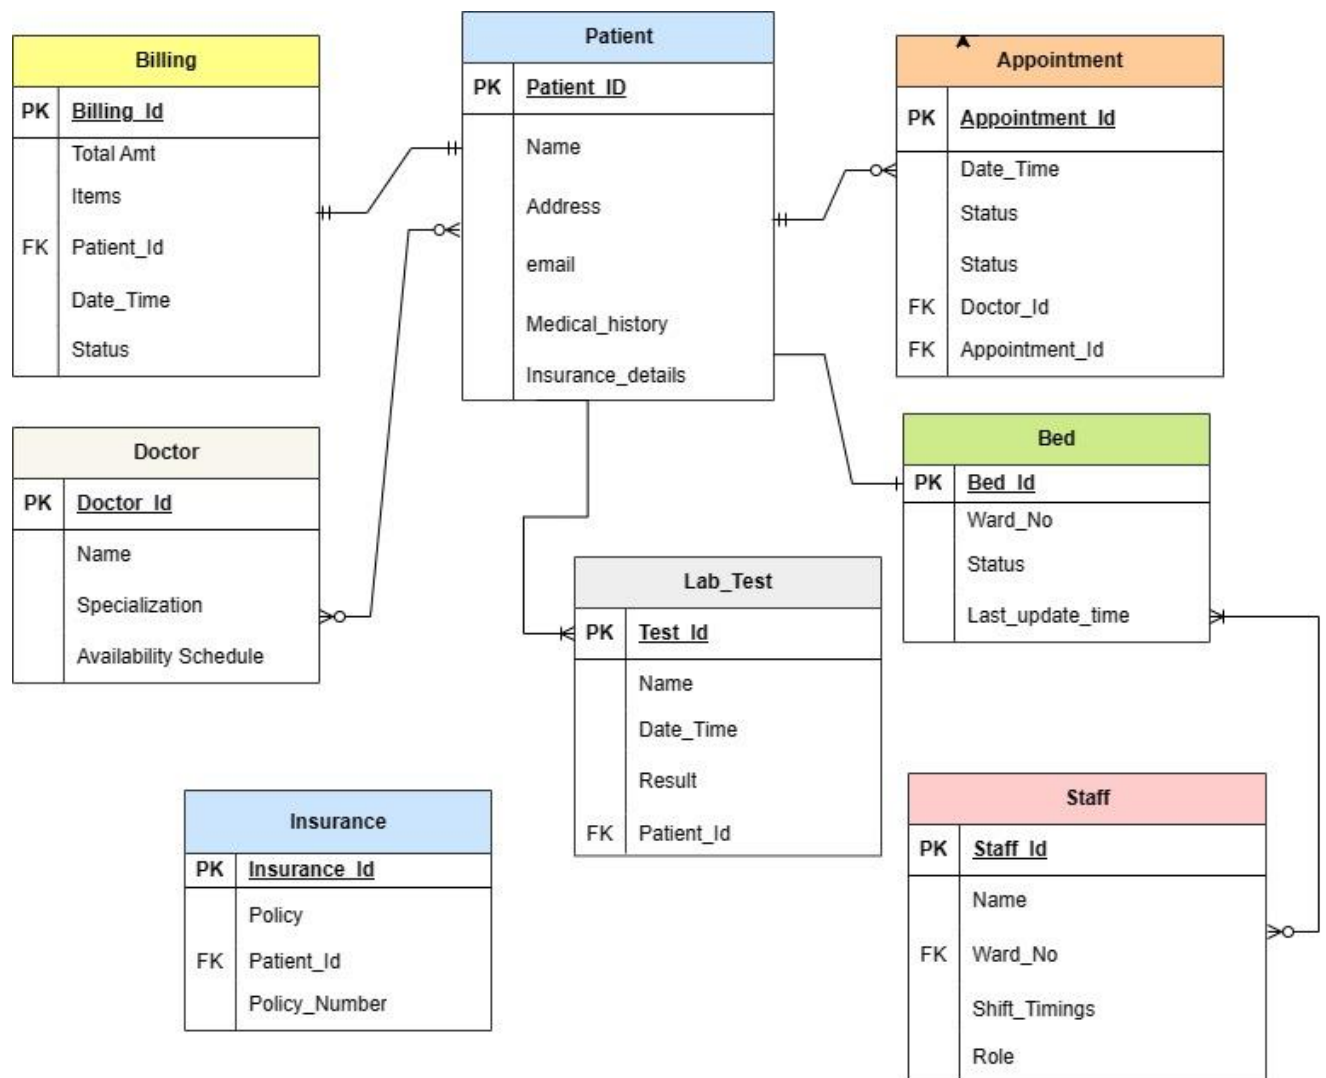 Billing
PK Billing_Id
Total Amt
Items
FK Patient_Id
Date_Time
Status
Patient
PK Patient_ID
Name
Address
email
Medical_history
Insurance_details
Appointment
PK Appointment_Id
Date_Time
Status
Status
FK Doctor_Id
FK Appointment_Id
Doctor
PK Doctor_Id
Name
Specialization
Availability Schedule
Bed
PK Bed_Id
Ward_No
Status
Last_update_time
Lab_Test
PK Test_Id
Name
Date_Time
Result
FK Patient_Id
Insurance
PK Insurance_Id
Policy
FK Patient_Id
Policy_Number
Staff
PK Staff_Id
Name
FK Ward_No
Shift_Timings
Role